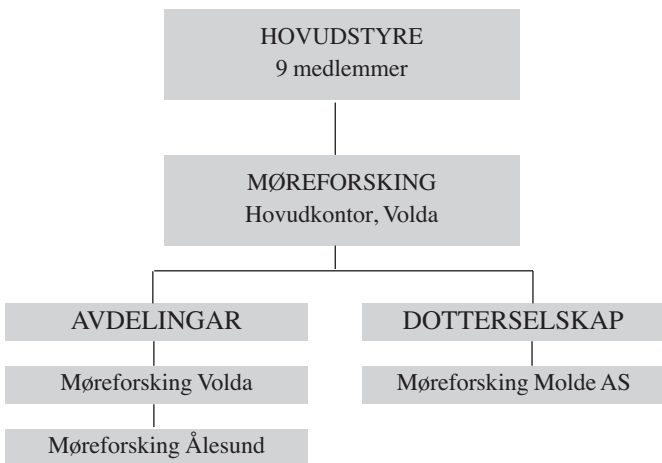 HOVUDSTYRE
9 medlemmer
MØREFORSKING
Hovudkontor, Volda
AVDELINGAR
Møreforsking Volda
Møreforsking Ålesund
DOTTERSELSKAP
Møreforsking Molde AS